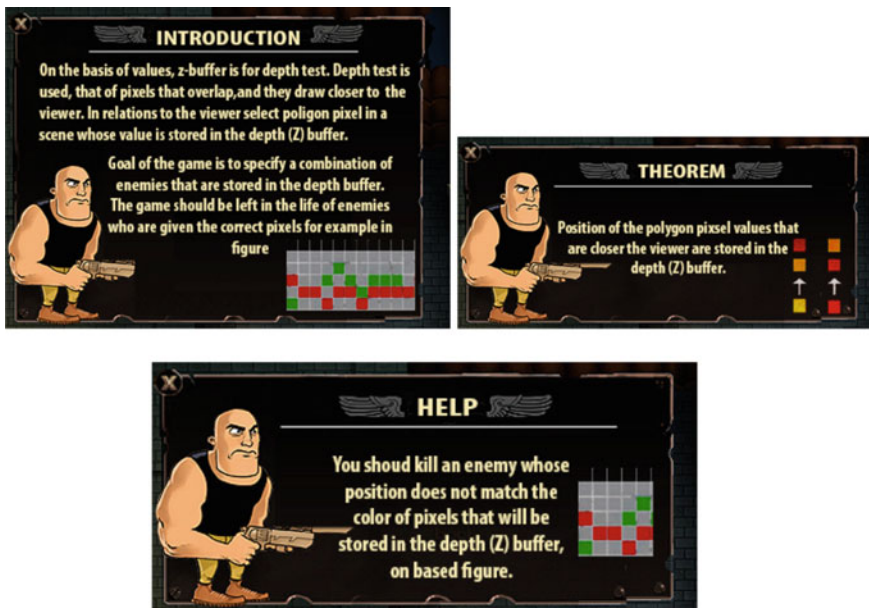 X
INTRODUCTION
On the basis of values, z-buffer is for depth test. Depth test is
used, that of pixels that overlap,and they draw closer to the
viewer. In relations to the viewer select poligon pixel in a
scene whose value is stored in the depth (Z) buffer.
Goal of the game is to specify a combination of
enemies that are stored in the depth buffer.
The game should be left in the life of enemies
who are given the correct pixels for example in
figure
X
THEOREM
Position of the polygon pixsel values that
are closer the viewer are stored in the
depth (Z) buffer.
X
HELP
You shoud kill an enemy whose
position does not match the
color of pixels that will be
stored in the depth (Z) buffer,
on based figure.